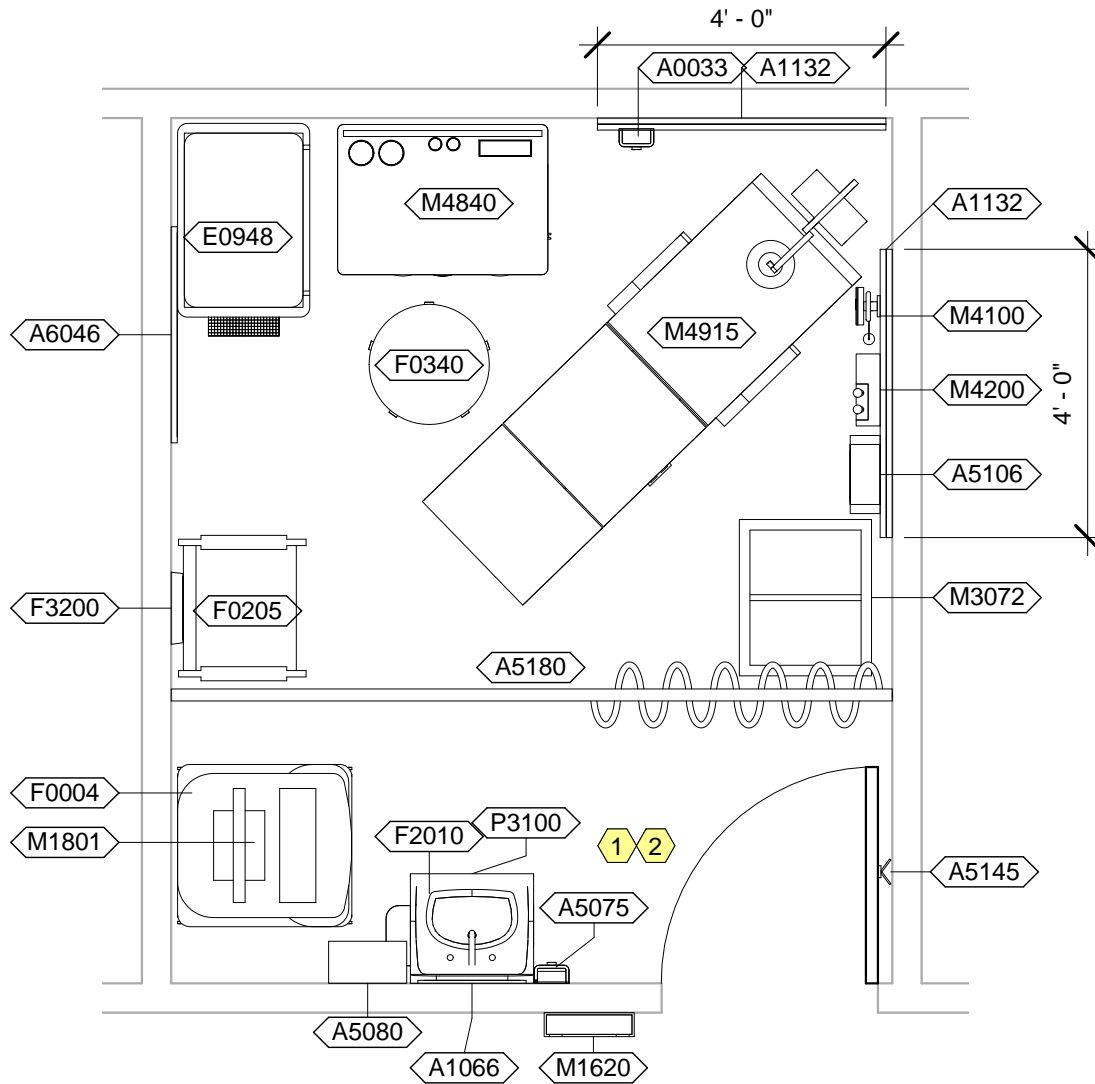 4' - 0"
A0033 A1132
M4840
A1132
E0948
M4100
A6046
M4915
F0340
M4200
4' - 0"
A5106
F3200
F0205
M3072
A5180
F0004
F2010
P3100
1 2
M1801
A5145
A5075
A5080
A1066
M1620